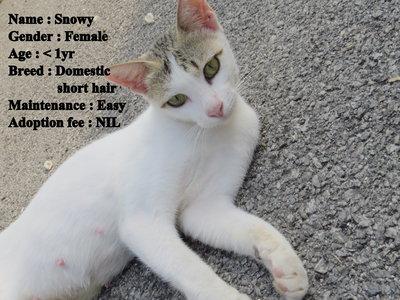 Name : Snowy
Gender : Female
Age : < 1yr
Breed : Domestic
short hair
Maintenance : Easy
Adoption fee : NIL